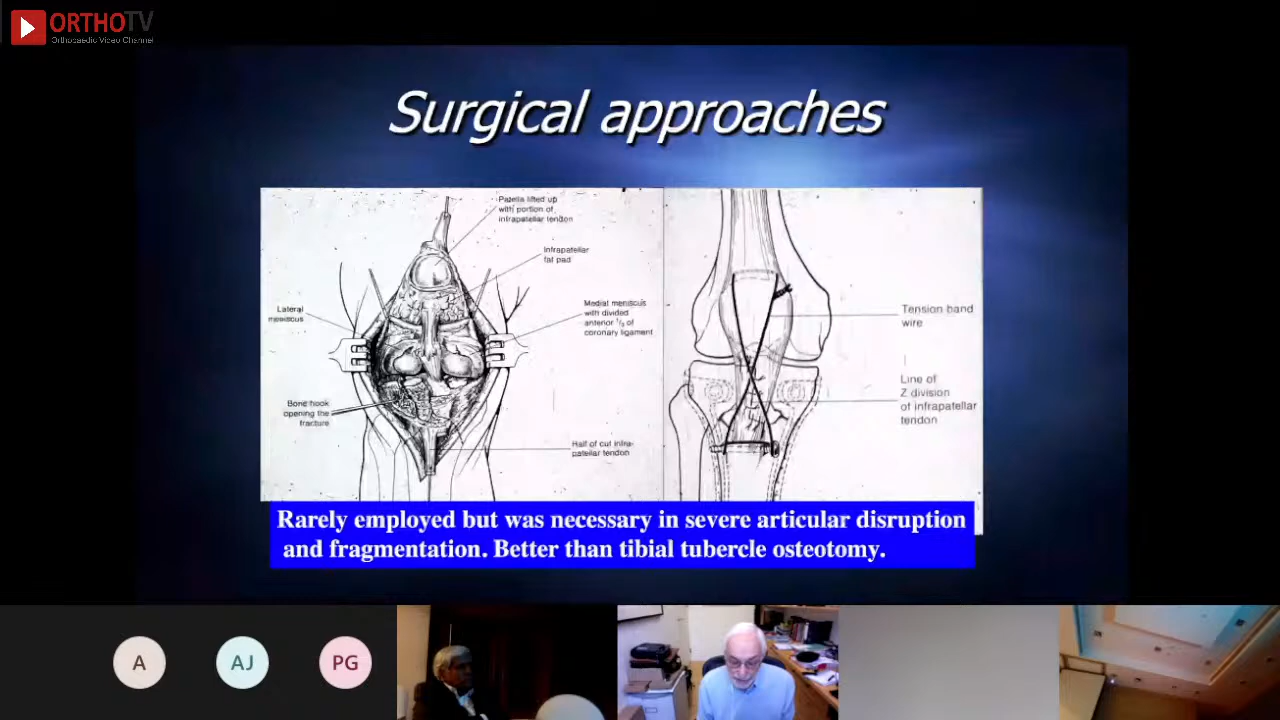 ORTHOTV
Orthopaedic Video Channel
Surgical approaches
Patella lifted up
with portion of
infrapatellar tendon
Infrapatellar
fat pad
Lateral
meniscus
Medial meniscus
with divided
anterior 1/3 of
coronary ligament
Bone hook
opening the
fracture
Half of cut infra-
patellar tendon
Tension band
wire
Line of
Z division
of infrapatellar
tendon
Rarely employed but was necessary in severe articular disruption
and fragmentation. Better than tibial tubercle osteotomy.
A
AJ
PG